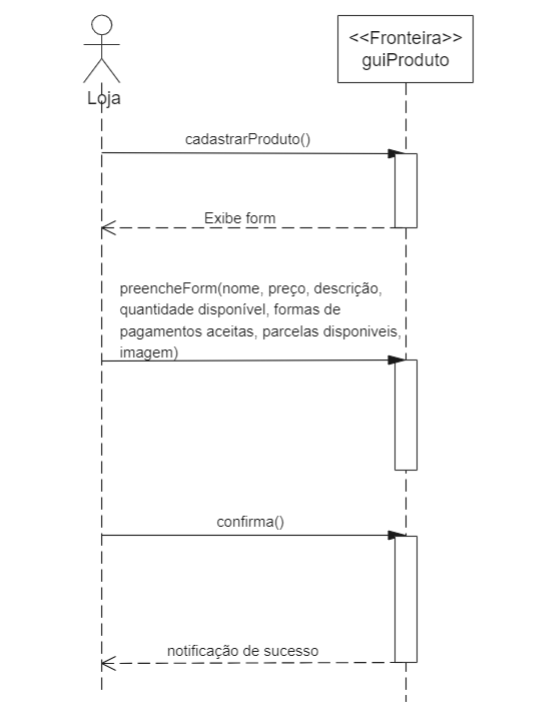 <<Fronteira>>
guiProduto
Loja
cadastrarProduto()
Exibe form
preencheForm(nome, preço, descrição,
quantidade disponível, formas de
pagamentos aceitas, parcelas disponiveis,
imagem)
confirma()
notificação de sucesso